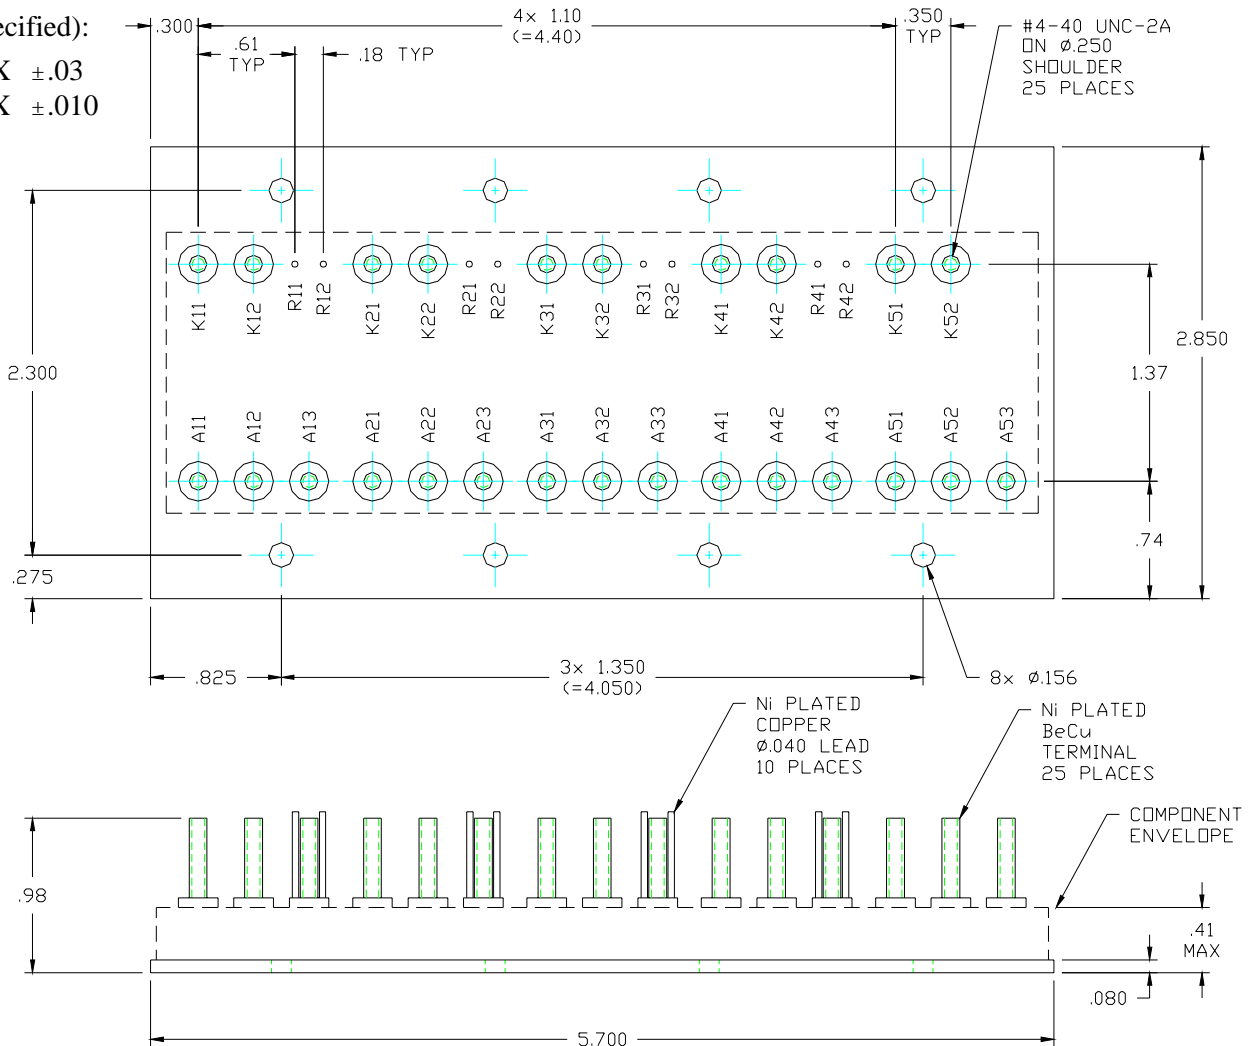 ecified):
X ±.03
X ±.010
.300
4x 1.10
(=4.40)
.350
TYP
.61
TYP
.18 TYP
#4-40 UNC-2A
ON Ø.250
SHOULDER
25 PLACES
K11
K12
R11
R12
K21
K22
R21
R22
K31
K32
R31
R32
K41
K42
R41
R42
K51
K52
2.300
2.850
1.37
A11
A12
A13
A21
A22
A23
A31
A32
A33
A41
A42
A43
A51
A52
A53
.74
.275
.825
3x 1.350
(=4.050)
8x Ø.156
Ni PLATED
COPPER
Ø.040 LEAD
10 PLACES
Ni PLATED
BeCu
TERMINAL
25 PLACES
COMPONENT
ENVELOPE
.98
.41
MAX
.080
5.700